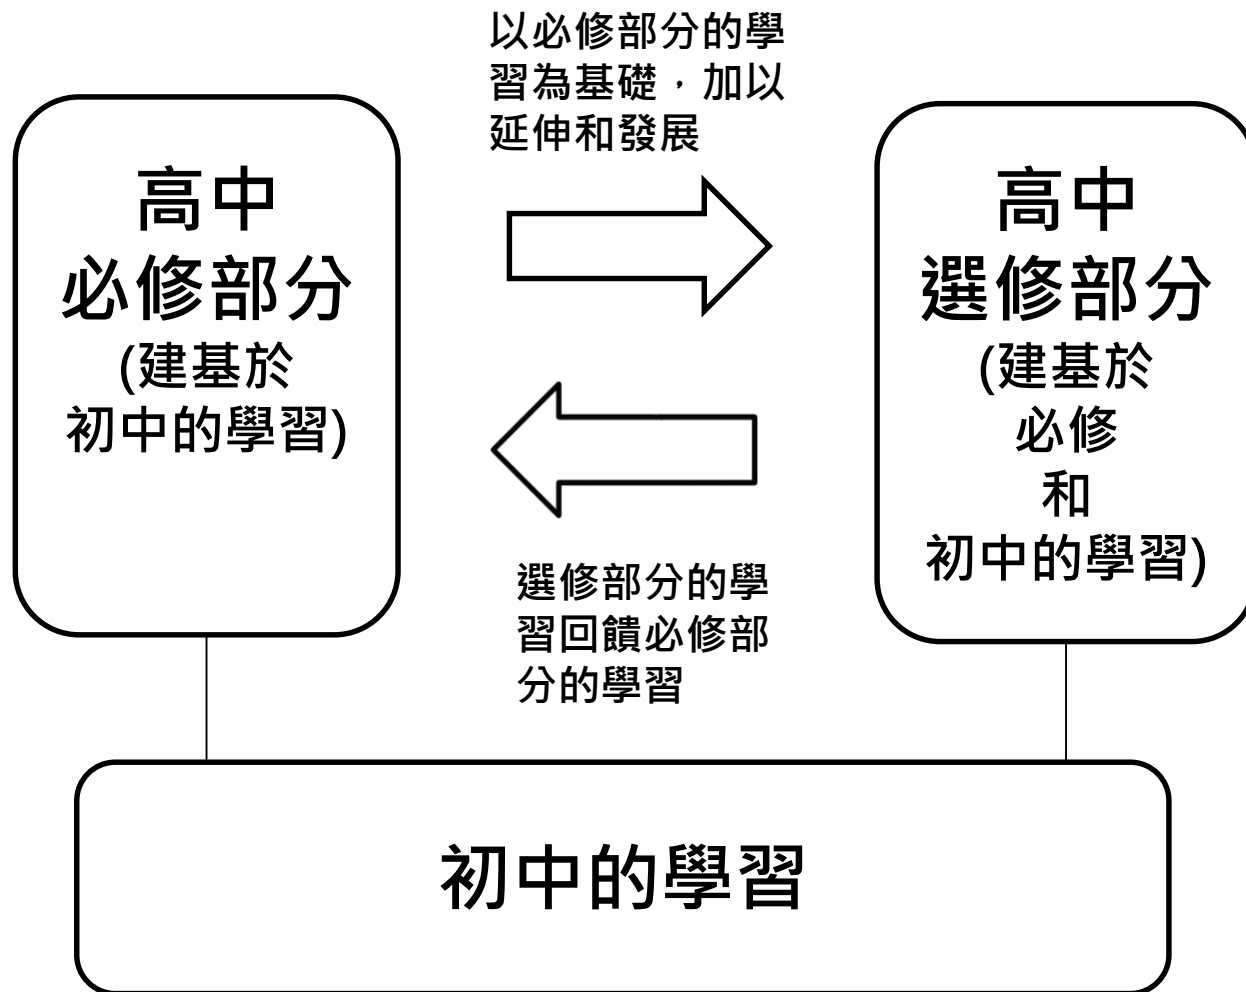 以必修部分的學
習為基礎，加以
延伸和發展
高中
必修部分
(建基於
初中的學習)
高中
選修部分
(建基於
必修
和
初中的學習)
選修部分的學
習回饋必修部
分的學習
初中的學習